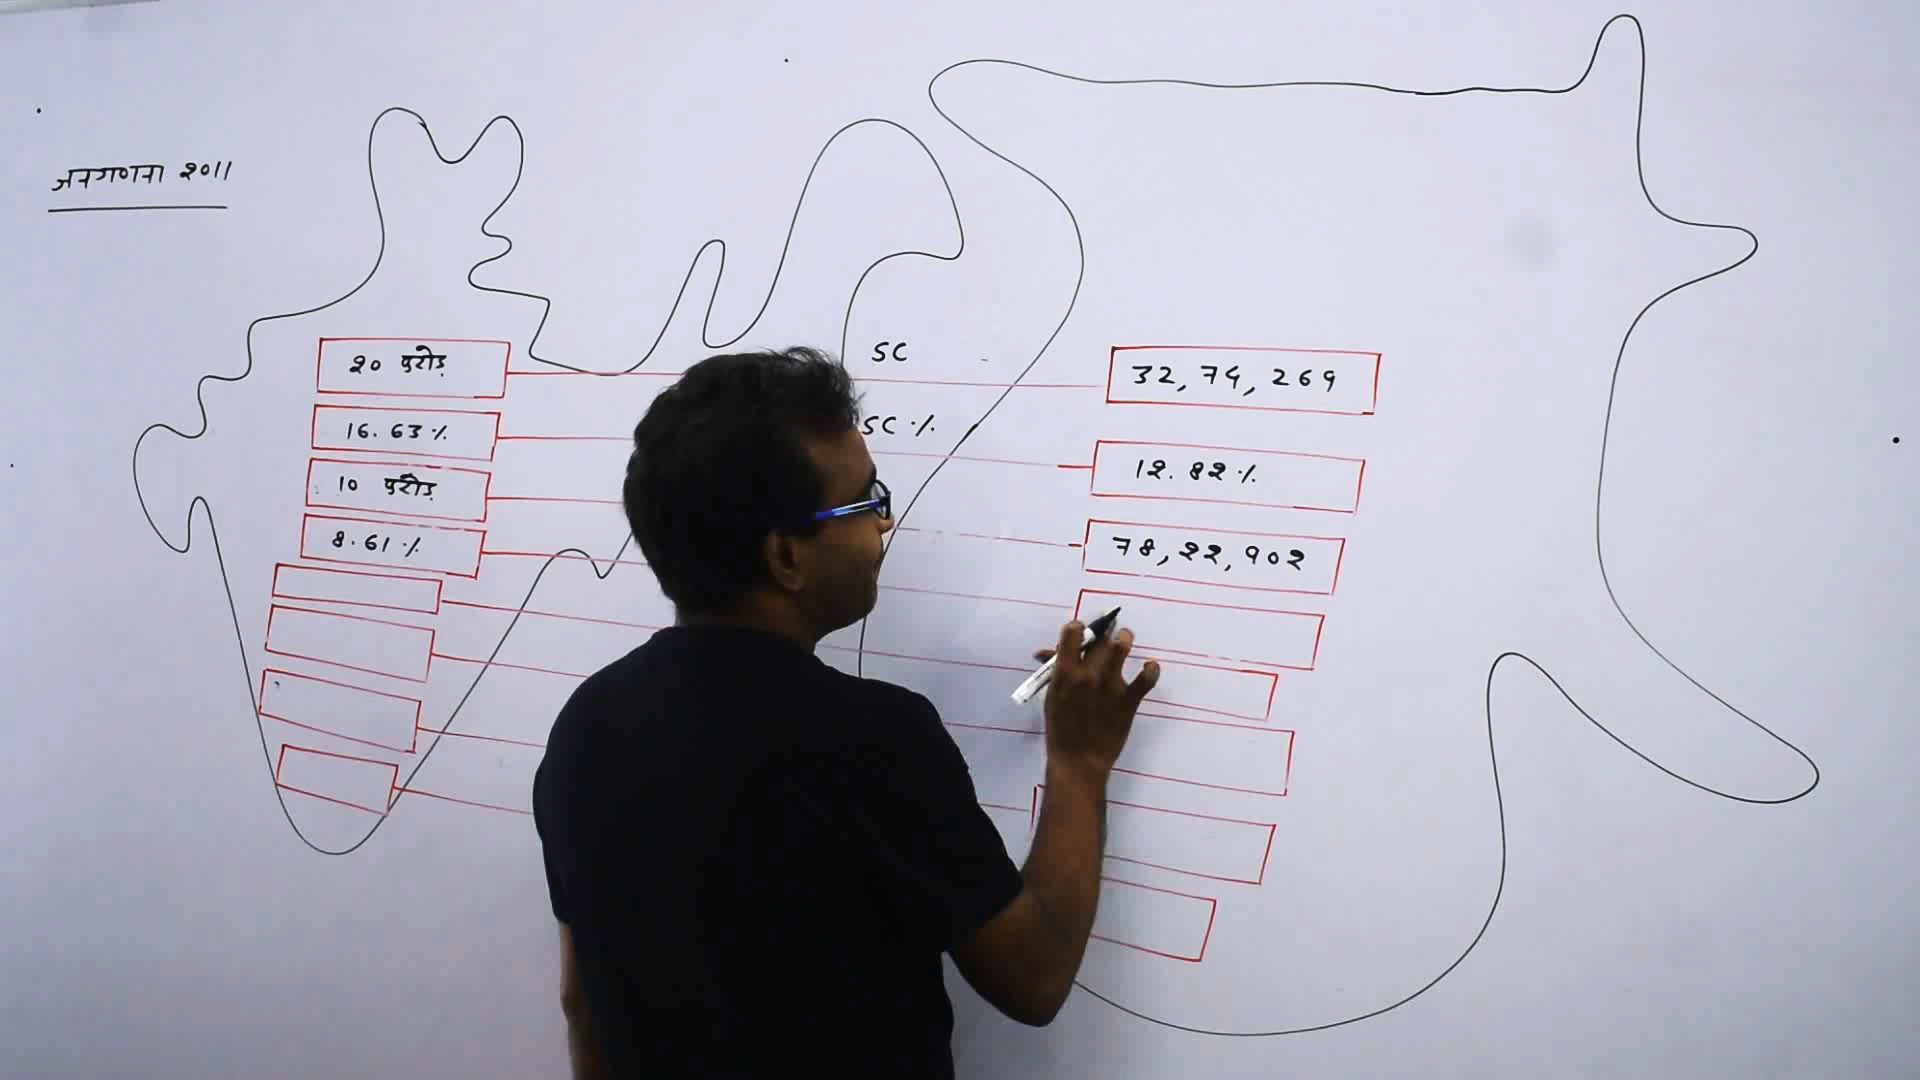 जनगणना २०११
२० करोड़
SC
32, 74, 269
16.63%
SC %
12.82%
10 करोड़
78, 22, 902
8.61%